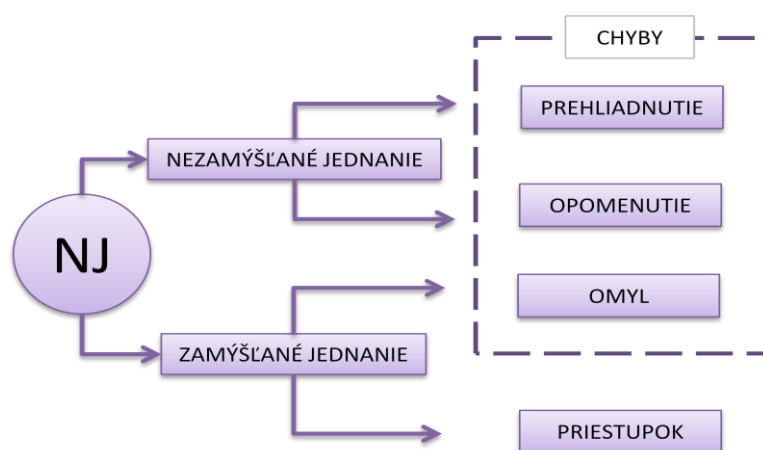 CHYBY
PREHLIADNUTIE
NEZAMÝŠĽANÉ JEDNANIE
OPOMENUTIE
NJ
OMYL
ZAMÝŠĽANÉ JEDNANIE
PRIESTUPOK